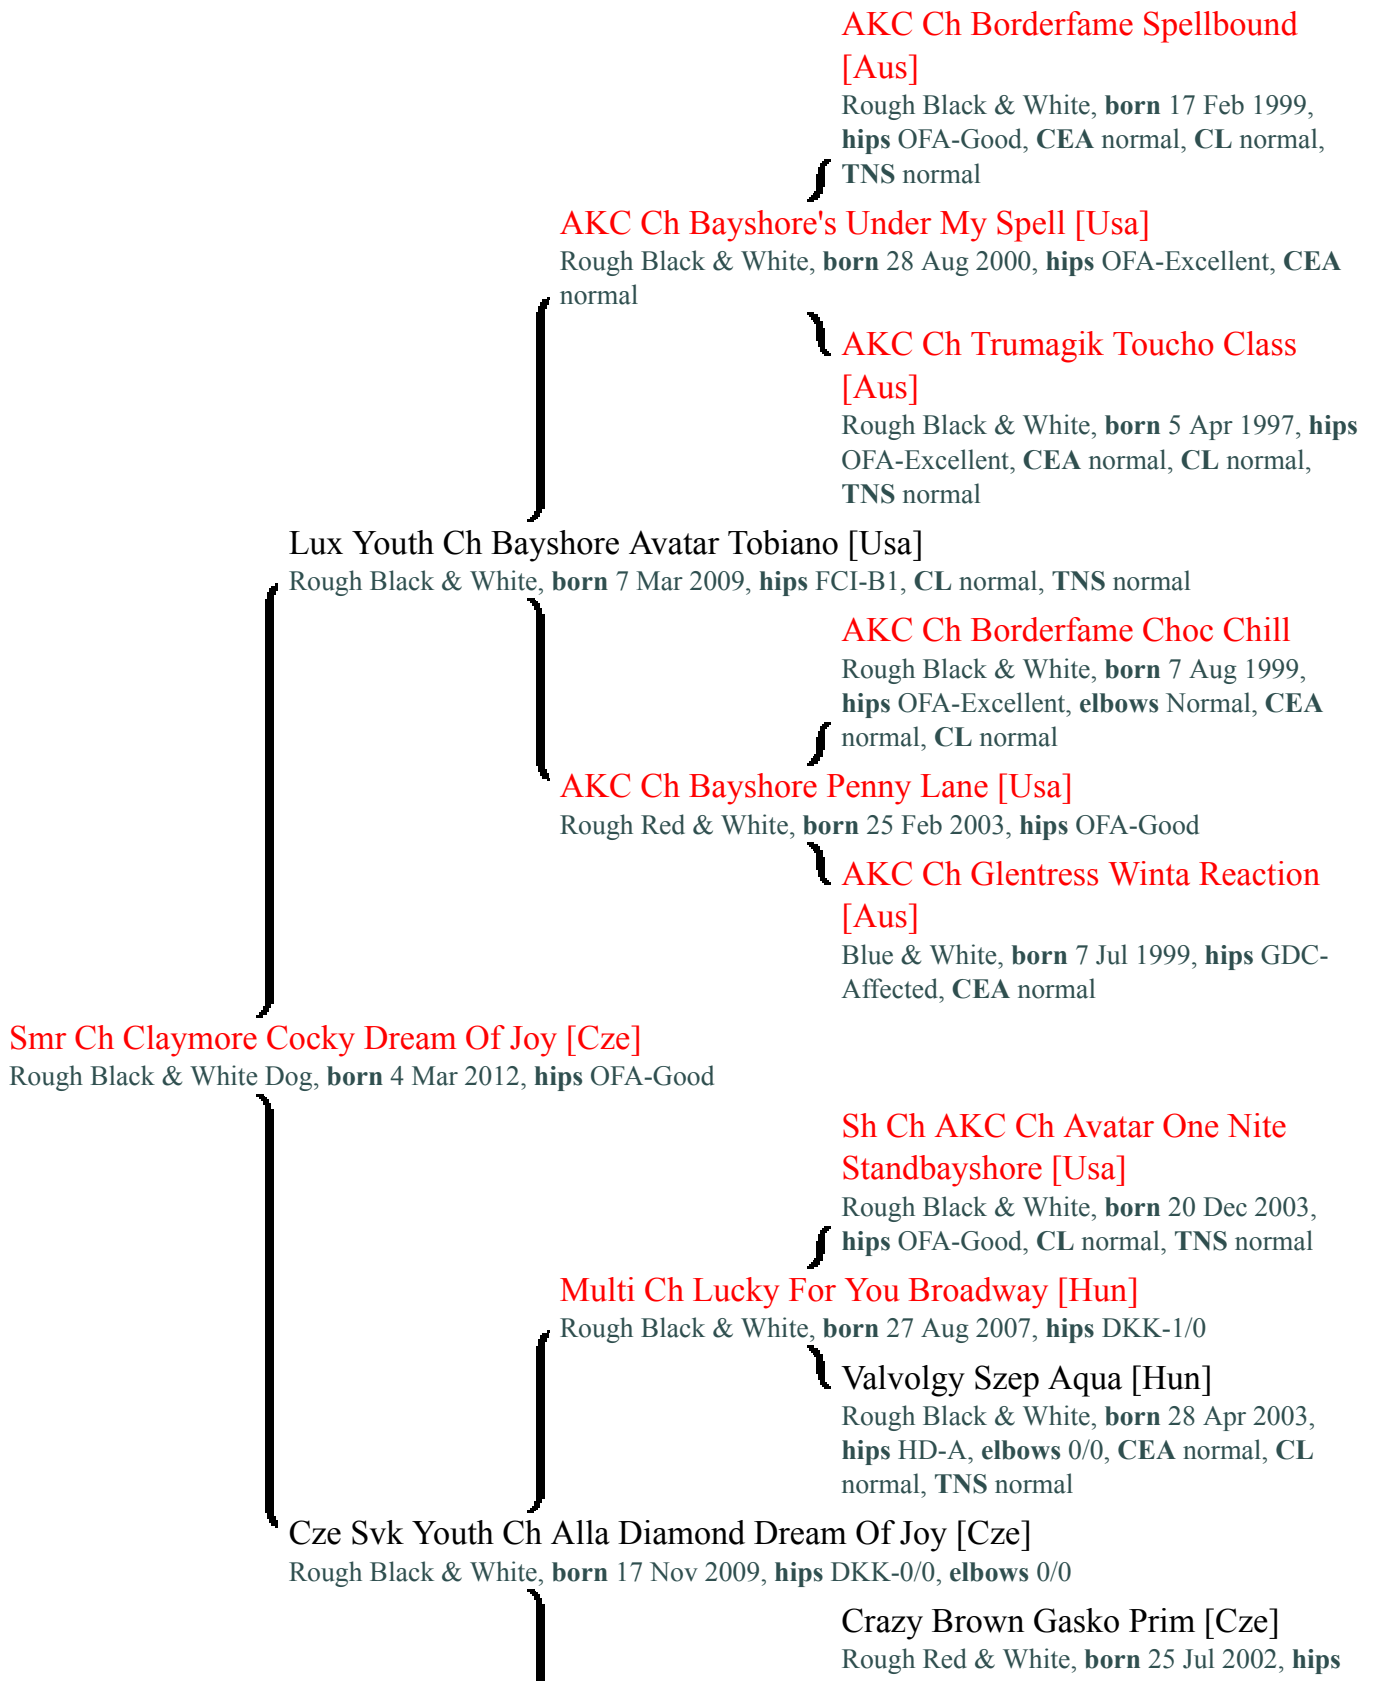 AKC Ch Borderfame Spellbound
[Aus]
Rough Black & White, born 17 Feb 1999,
hips OFA-Good, CEA normal, CL normal,
TNS normal
AKC Ch Bayshore's Under My Spell [Usa]
Rough Black & White, born 28 Aug 2000, hips OFA-Excellent, CEA
normal
AKC Ch Trumagik Toucho Class
[Aus]
Rough Black & White, born 5 Apr 1997, hips
OFA-Excellent, CEA normal, CL normal,
TNS normal
Lux Youth Ch Bayshore Avatar Tobiano [Usa]
Rough Black & White, born 7 Mar 2009, hips FCI-B1, CL normal, TNS normal
AKC Ch Borderfame Choc Chill
Rough Black & White, born 7 Aug 1999,
hips OFA-Excellent, elbows Normal, CEA
normal, CL normal
AKC Ch Bayshore Penny Lane [Usa]
Rough Red & White, born 25 Feb 2003, hips OFA-Good
AKC Ch Glentress Winta Reaction
[Aus]
Blue & White, born 7 Jul 1999, hips GDC-
Affected, CEA normal
Smr Ch Claymore Cocky Dream Of Joy [Cze]
Rough Black & White Dog, born 4 Mar 2012, hips OFA-Good
Sh Ch AKC Ch Avatar One Nite
Standbayshore [Usa]
Rough Black & White, born 20 Dec 2003,
hips OFA-Good, CL normal, TNS normal
Multi Ch Lucky For You Broadway [Hun]
Rough Black & White, born 27 Aug 2007, hips DKK-1/0
Valvolgy Szep Aqua [Hun]
Rough Black & White, born 28 Apr 2003,
hips HD-A, elbows 0/0, CEA normal, CL
normal, TNS normal
Cze Svk Youth Ch Alla Diamond Dream Of Joy [Cze]
Rough Black & White, born 17 Nov 2009, hips DKK-0/0, elbows 0/0
Crazy Brown Gasko Prim [Cze]
Rough Red & White, born 25 Jul 2002, hips